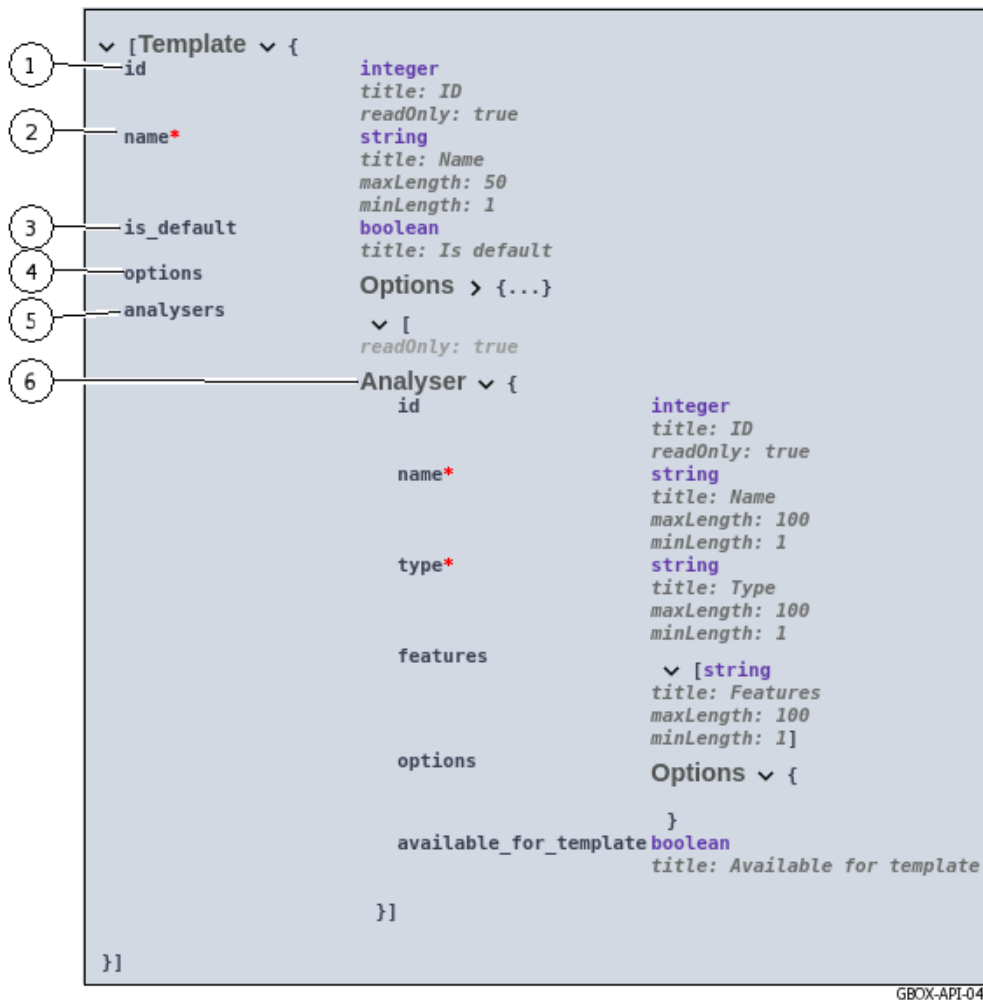 [Template {
1 id integer
title: ID
readOnly: true
2 name* string
title: Name
maxLength: 50
minLength: 1
3 is_default boolean
title: Is default
4 options Options {...}
5 analysers [
readOnly: true
6 Analyser {
id integer
title: ID
readOnly: true
name* string
title: Name
maxLength: 100
minLength: 1
type* string
title: Type
maxLength: 100
minLength: 1
features [string
title: Features
maxLength: 100
minLength: 1]
options Options {
}
available_for_template boolean
title: Available for template
}]
}]
GBOX-API-04